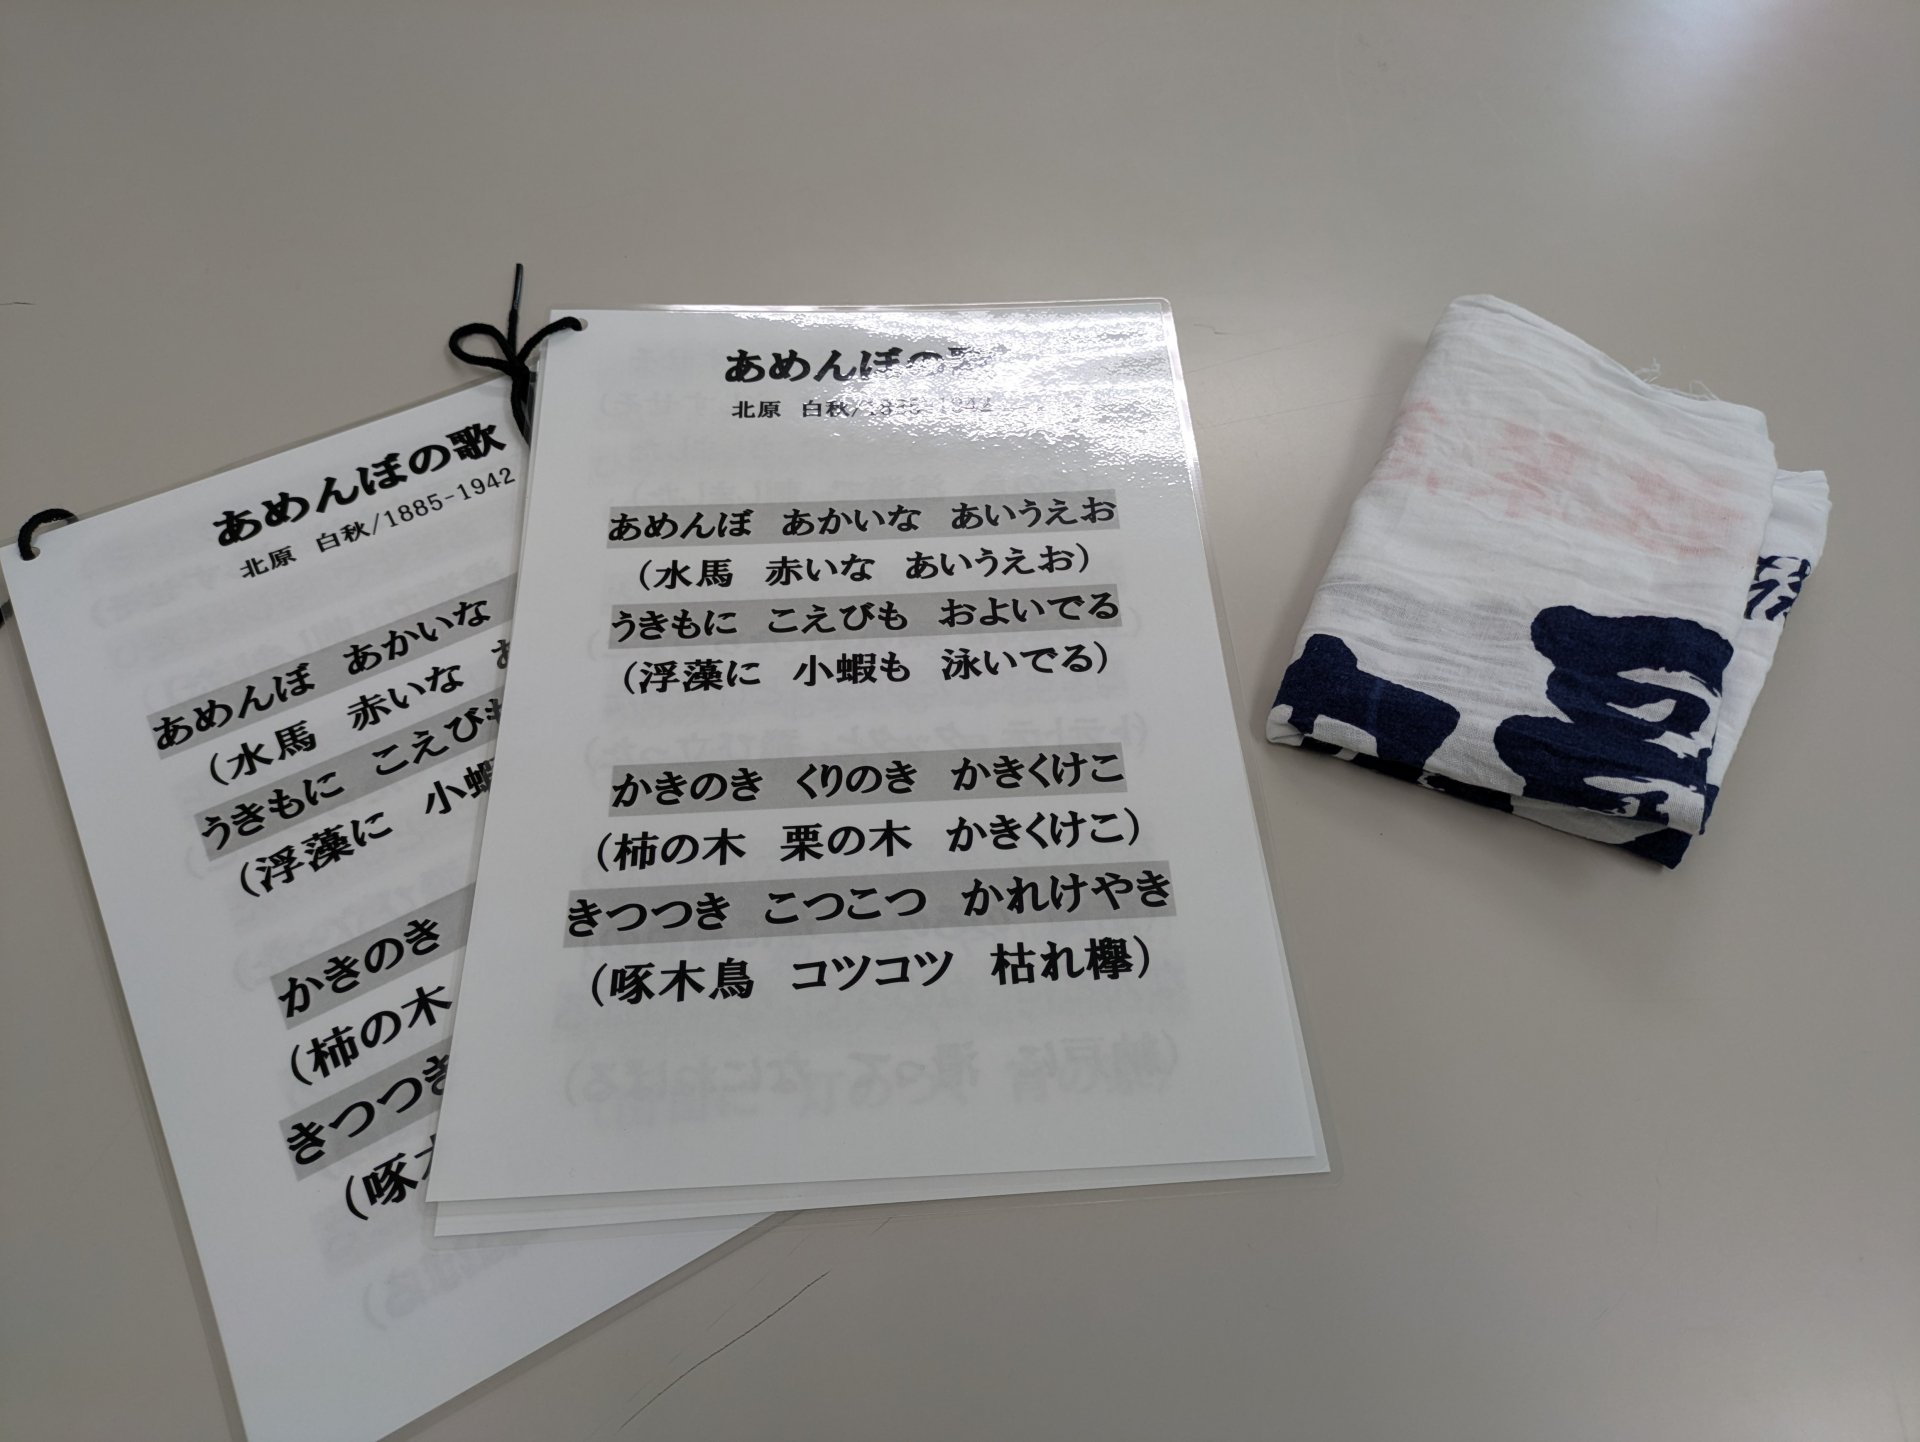 あめんぼの歌
北原 白秋/1885-1942
あめんぼ あかいな
(水馬 赤いな
うきもに こえびも
(浮藻に 小蝦
かきのき
(柿の木
きつつき
(啄木
あめんぼの歌
北原 白秋/1885-1942
あめんぼ あかいな あいうえお
(水馬 赤いな あいうえお)
うきもに こえびも およいでる
(浮藻に 小蝦も 泳いでる)
かきのき くりのき かきくけこ
(柿の木 栗の木 かきくけこ)
きつつき こつこつ かれけやき
(啄木鳥 コツコツ 枯れ欅)